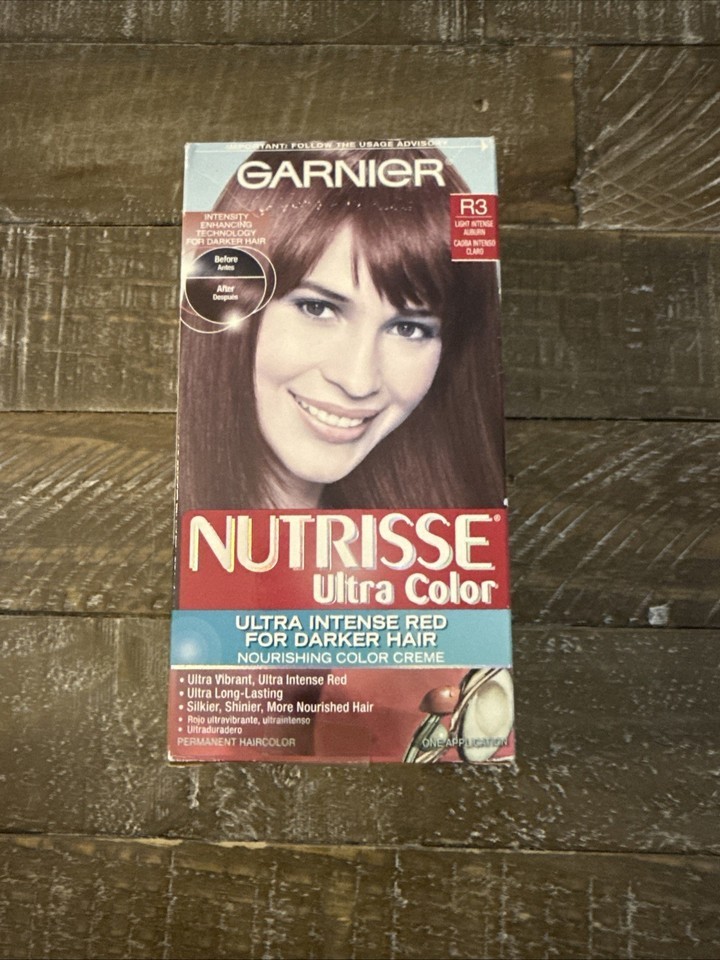 IMPORTANT: FOLLOW THE USAGE ADVISORY
GARNIER
R3
LIGHT INTENSE
AUBURN
CAOBA INTENSO
CLARO
INTENSITY
ENHANCING
TECHNOLOGY
FOR DARKER HAIR
Before
Antes
After
Después
NUTRISSE®
Ultra Color
ULTRA INTENSE RED
FOR DARKER HAIR
NOURISHING COLOR CREME
• Ultra Vibrant, Ultra Intense Red
• Ultra Long-Lasting
• Silkier, Shinier, More Nourished Hair
• Rojo ultravibrante, ultraintenso
• Ultraduradero
PERMANENT HAIRCOLOR
ONE APPLICATION